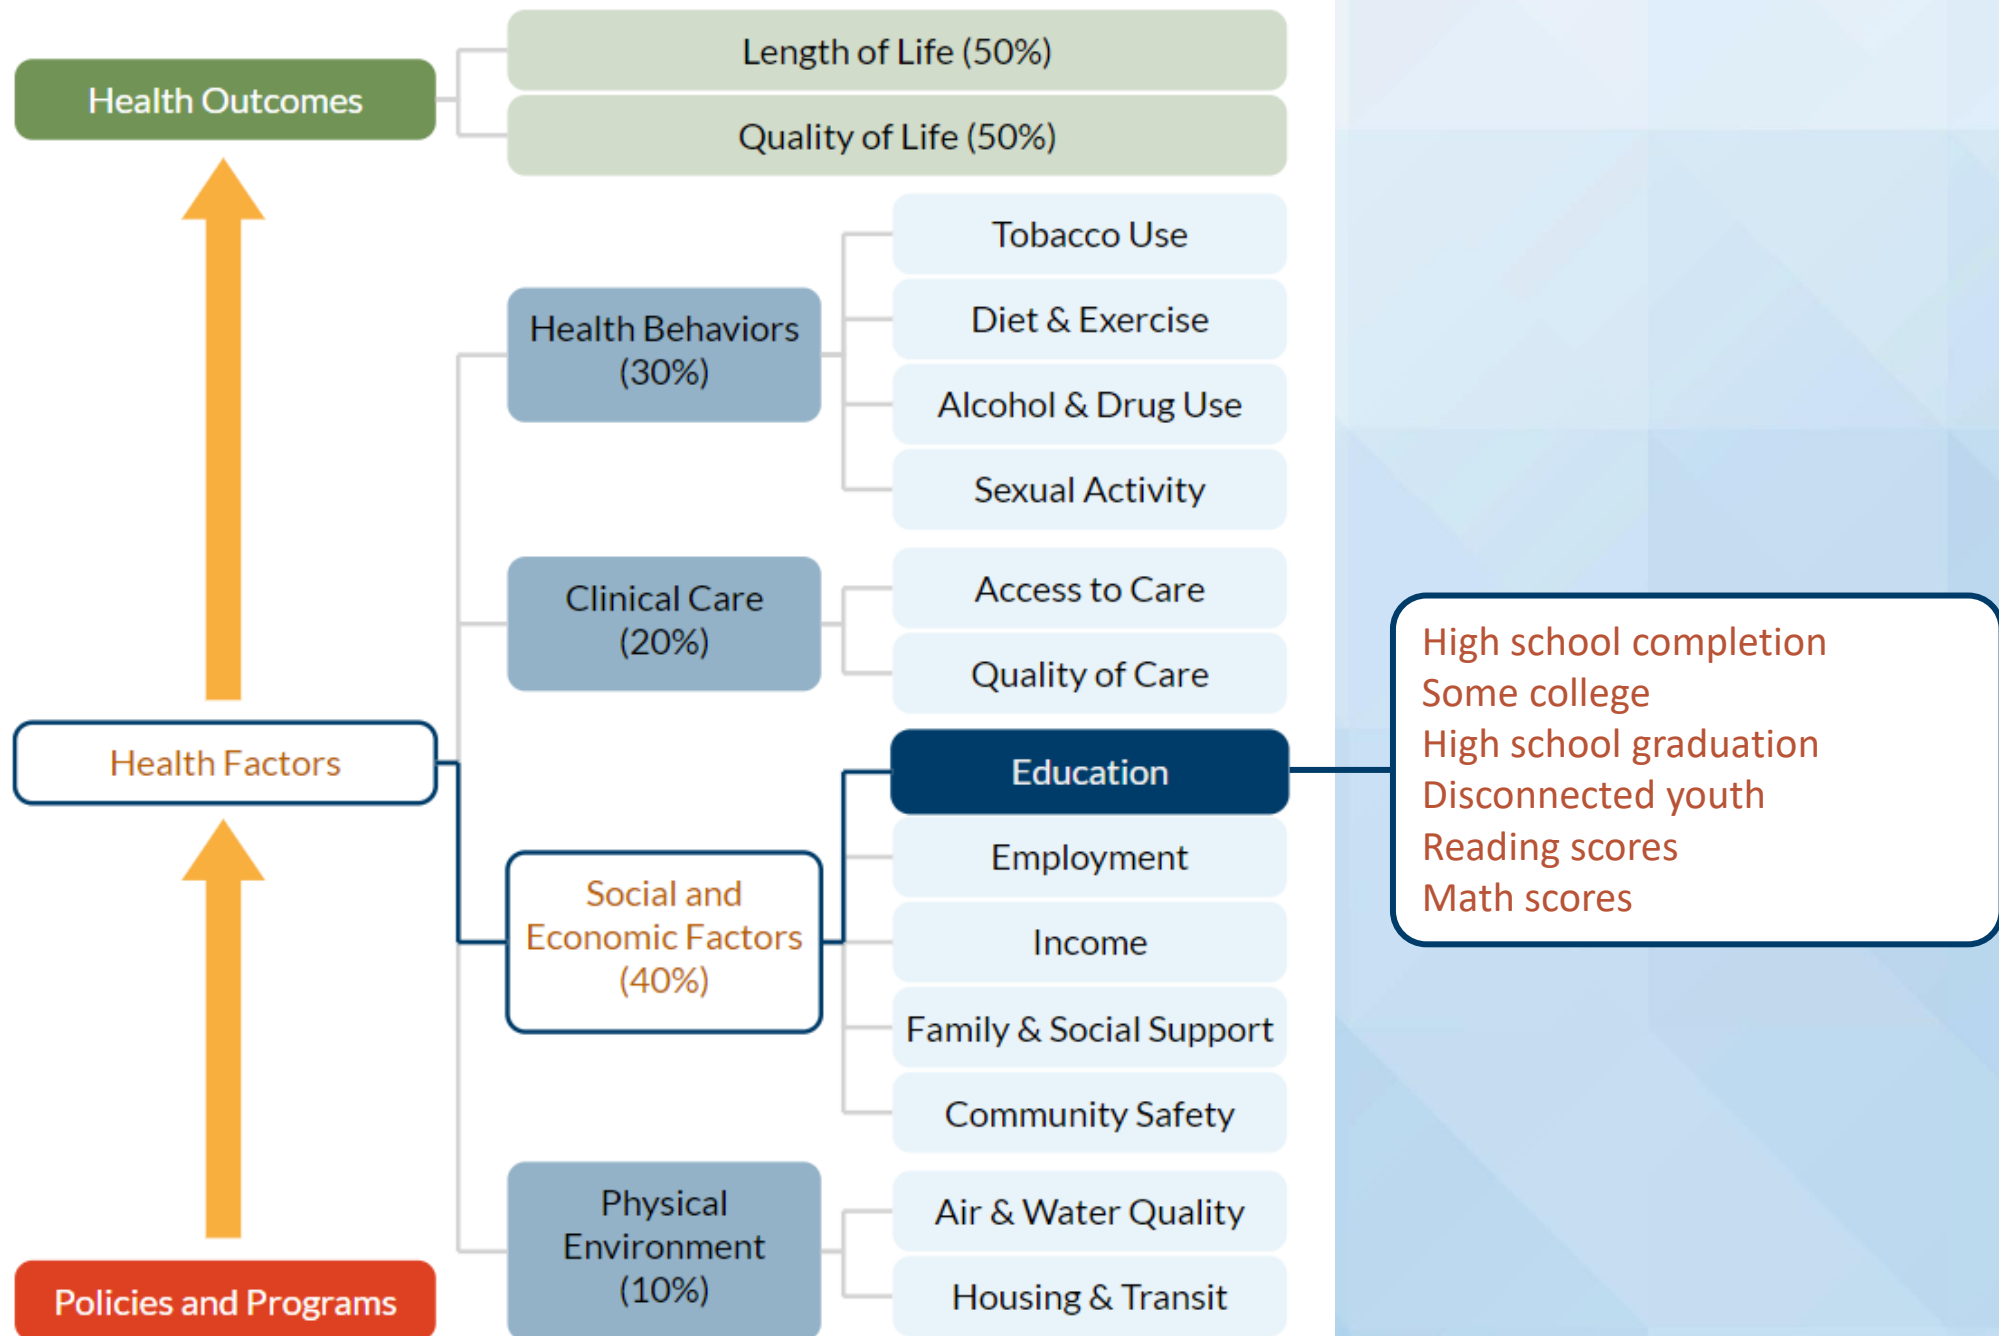 Health Outcomes
Length of Life (50%)
Quality of Life (50%)
Health Factors
Health Behaviors
(30%)
Tobacco Use
Diet & Exercise
Alcohol & Drug Use
Sexual Activity
Clinical Care
(20%)
Access to Care
Quality of Care
Social and
Economic Factors
(40%)
Education
Employment
Income
Family & Social Support
Community Safety
High school completion
Some college
High school graduation
Disconnected youth
Reading scores
Math scores
Physical
Environment
(10%)
Air & Water Quality
Housing & Transit
Policies and Programs